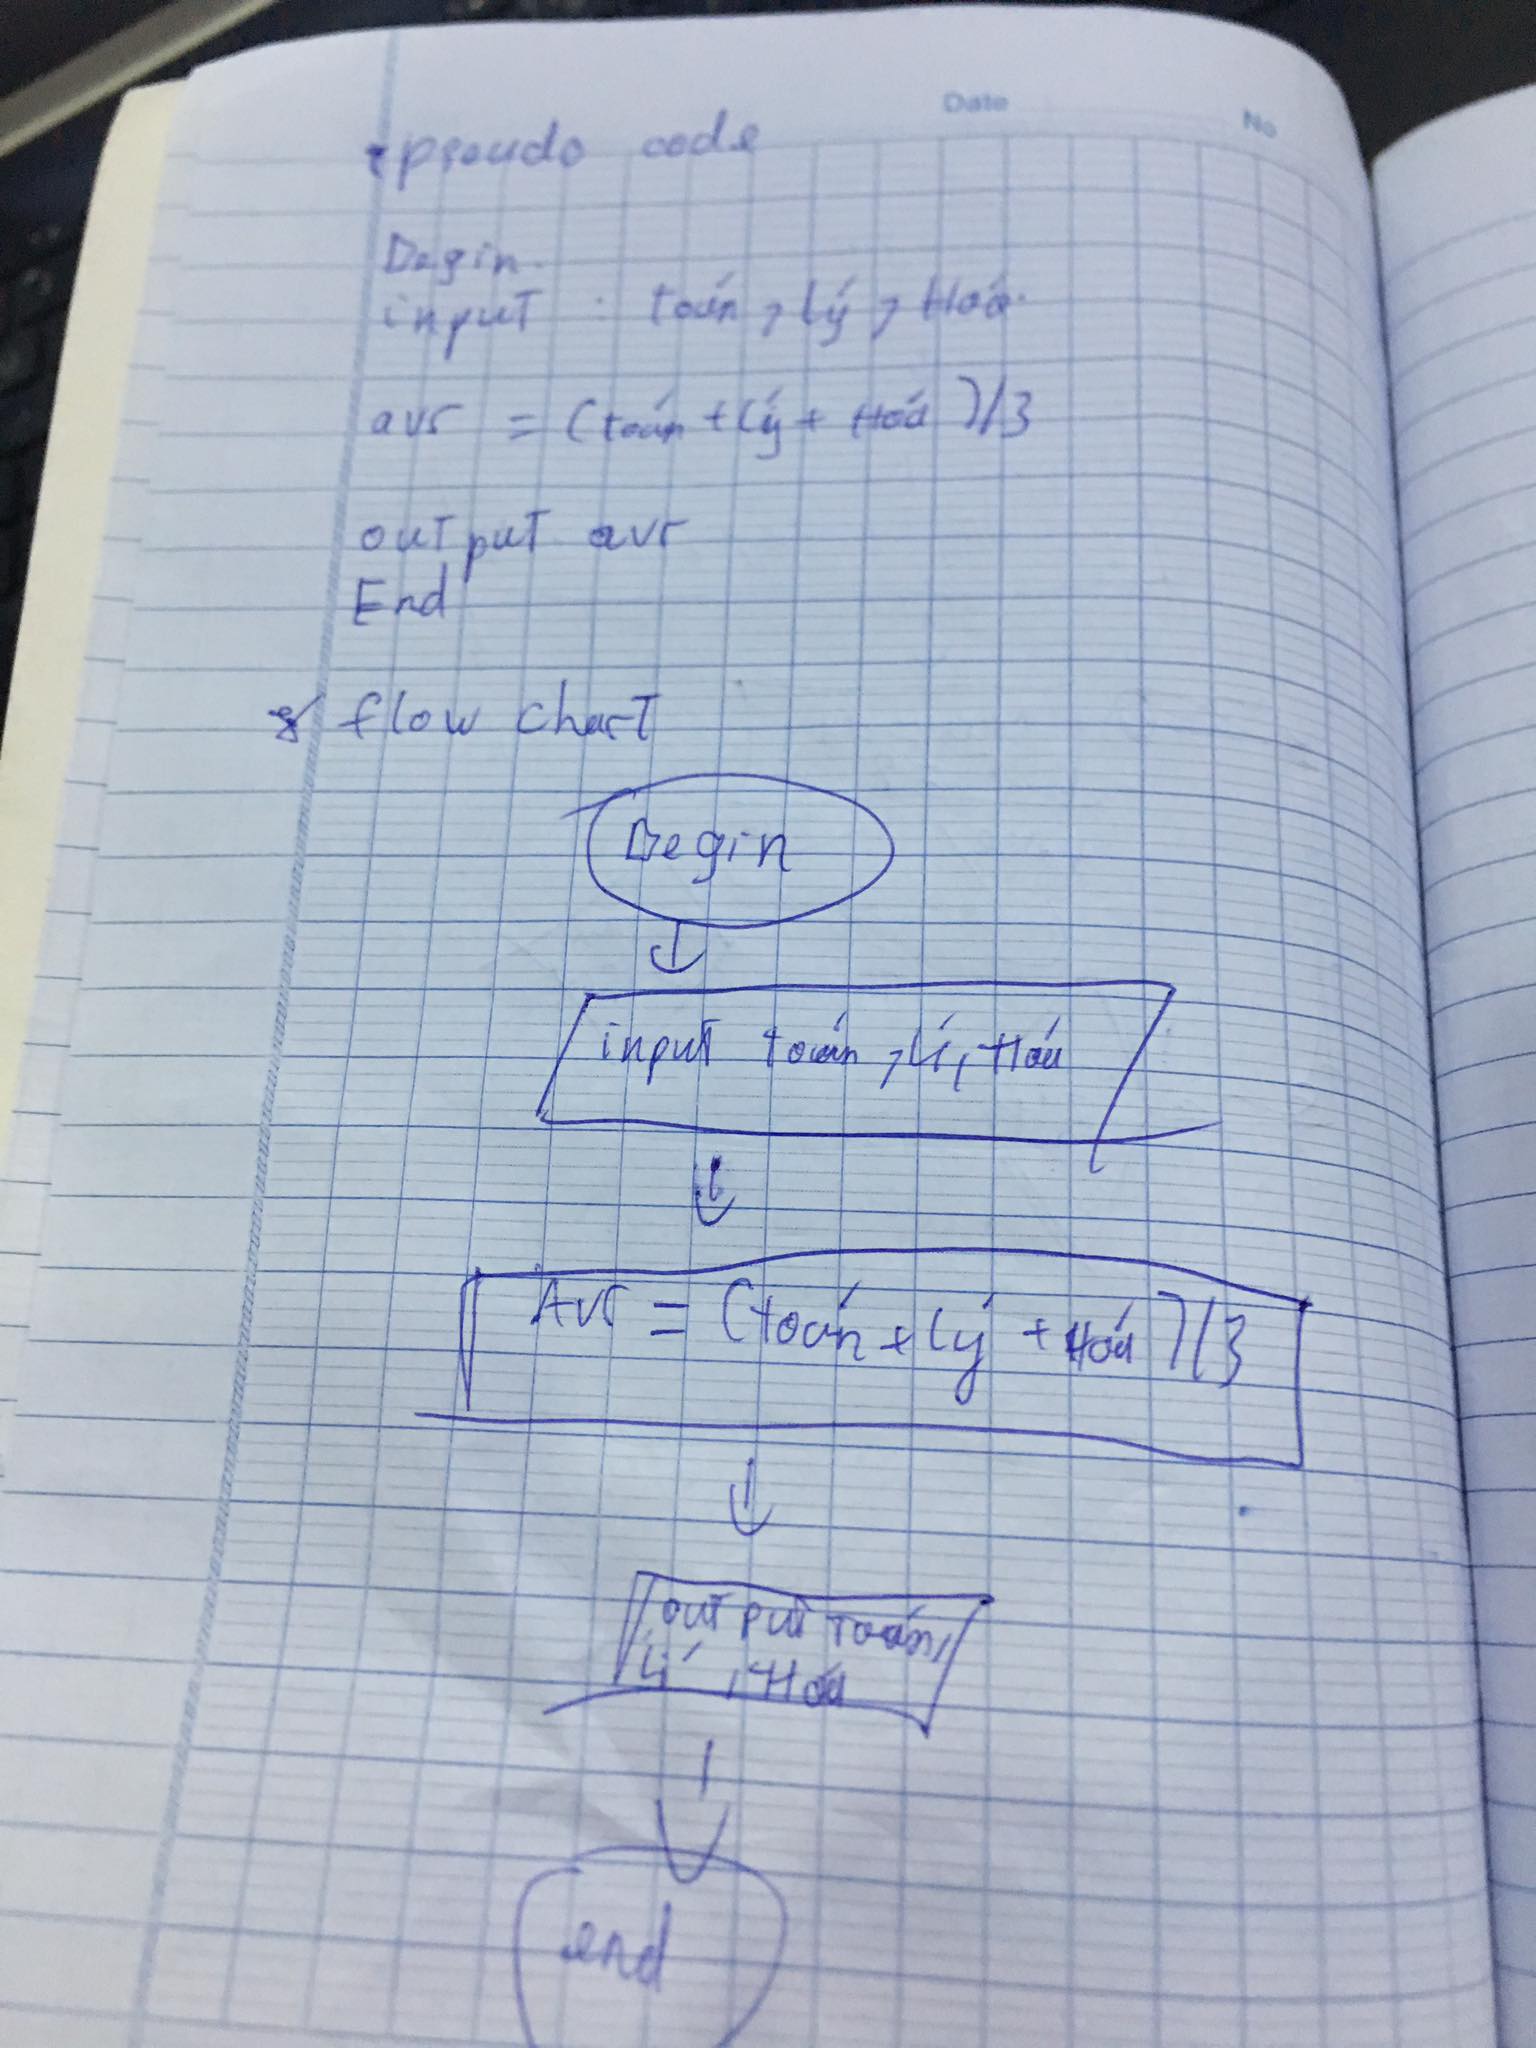 Date
No
pseudo code
Begin
input : toán, Lý, Hoá.
avr = (toán + Lý + Hoá)/3
output avr
End
flow chart
Begin
input toán, Lí, Hoá
Avr = (toán + Lý + Hoá)/3
output toán,
Lí, Hoá
end